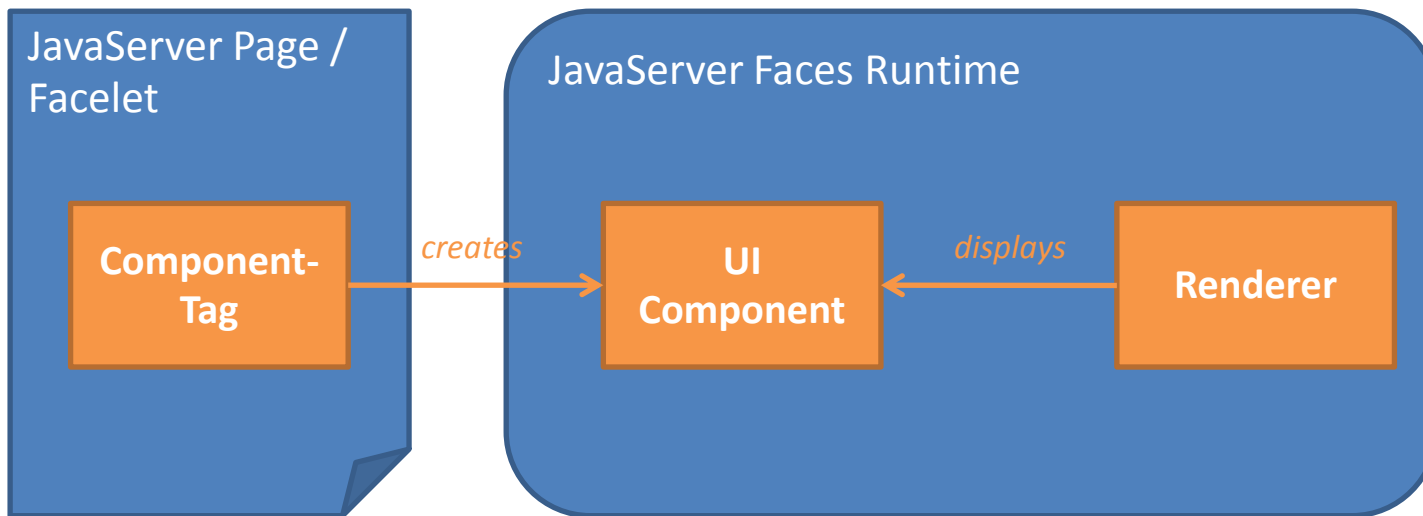 JavaServer Page /
Facelet
JavaServer Faces Runtime
Component-
Tag
creates
UI
Component
displays
Renderer